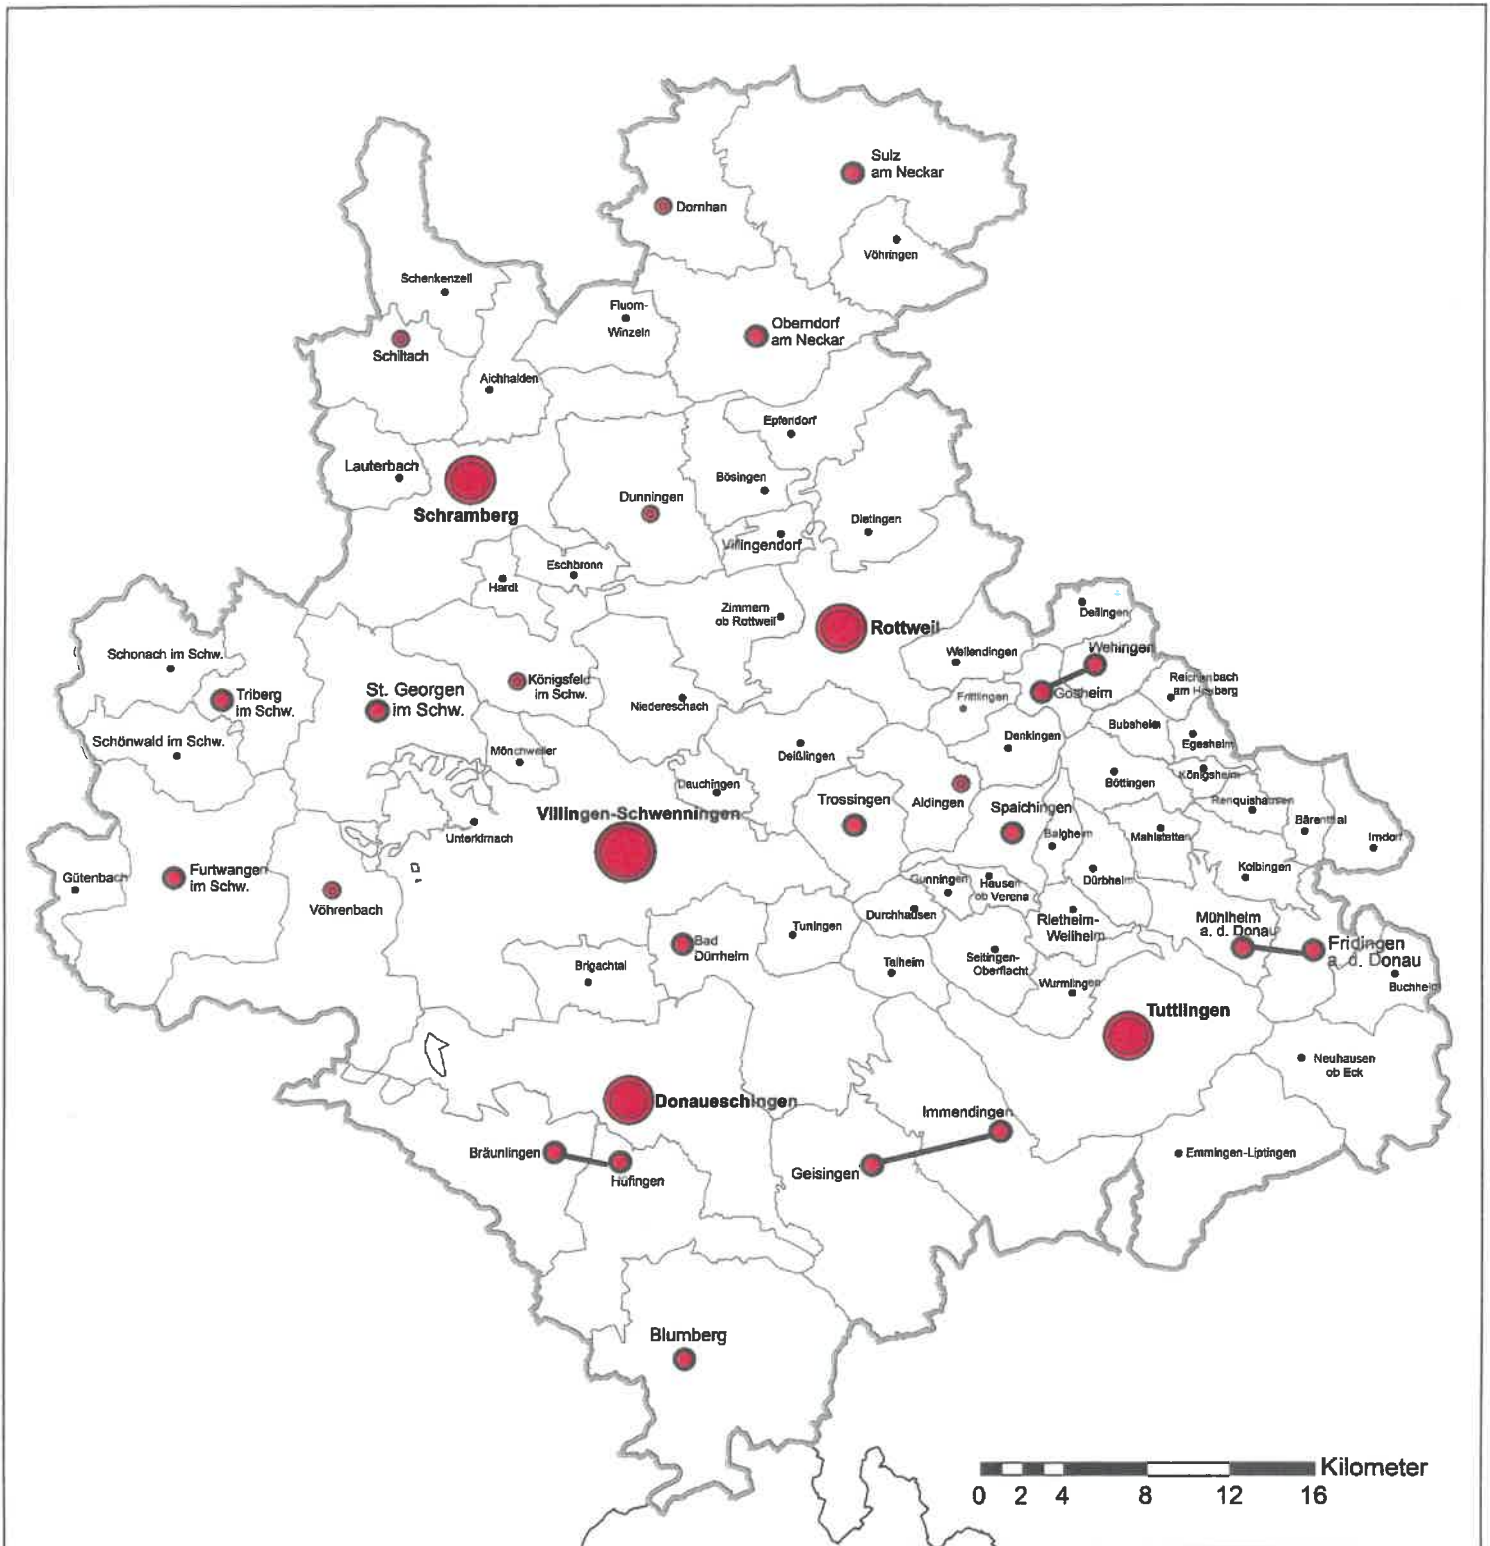 Sulz
am Neckar
Dornhan
Vöhringen
Schenkenzell
Fluorn-
Winzeln
Oberndorf
am Neckar
Schiltach
Aichhalden
Epfendorf
Lauterbach
Bösingen
Dunningen
Schramberg
Dietingen
Villingendorf
Eschbronn
Hardt
Zimmern
ob Rottweil
Rottweil
Deilingen
Wehingen
Wellendingen
Schonach im Schw.
Königsfeld
im Schw.
Reichenbach
am Heuberg
Triberg
im Schw.
St. Georgen
im Schw.
Gosheim
Frittlingen
Niedereschach
Bubsheim
Denkingen
Egesheim
Schönwald im Schw.
Mönchweiler
Deißlingen
Königsheim
Böttingen
Dauchingen
Aldingen
Trossingen
Renquishausen
Spaichingen
Villingen-Schwenningen
Bärenthal
Balgheim
Mahlstetten
Irndorf
Unterkirnach
Kolbingen
Furtwangen
im Schw.
Gütenbach
Gunningen
Hausen
ob Verena
Dürbheim
Vöhrenbach
Durchhausen
Rietheim-
Weilheim
Mühlheim
a. d. Donau
Tuningen
Bad
Dürrheim
Fridingen
a. d. Donau
Brigachtal
Talheim
Seitingen-
Oberflacht
Wurmlingen
Buchheim
Tuttlingen
Neuhausen
ob Eck
Donaueschingen
Immendingen
Bräunlingen
Hüfingen
Geisingen
Emmingen-Liptingen
Blumberg
Kilometer
0 2 4 8 12 16